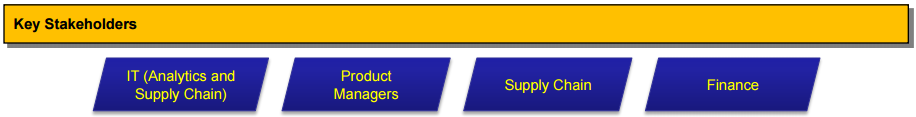 Key Stakeholders
IT (Analytics and
Supply Chain)
Product
Managers
Supply Chain
Finance